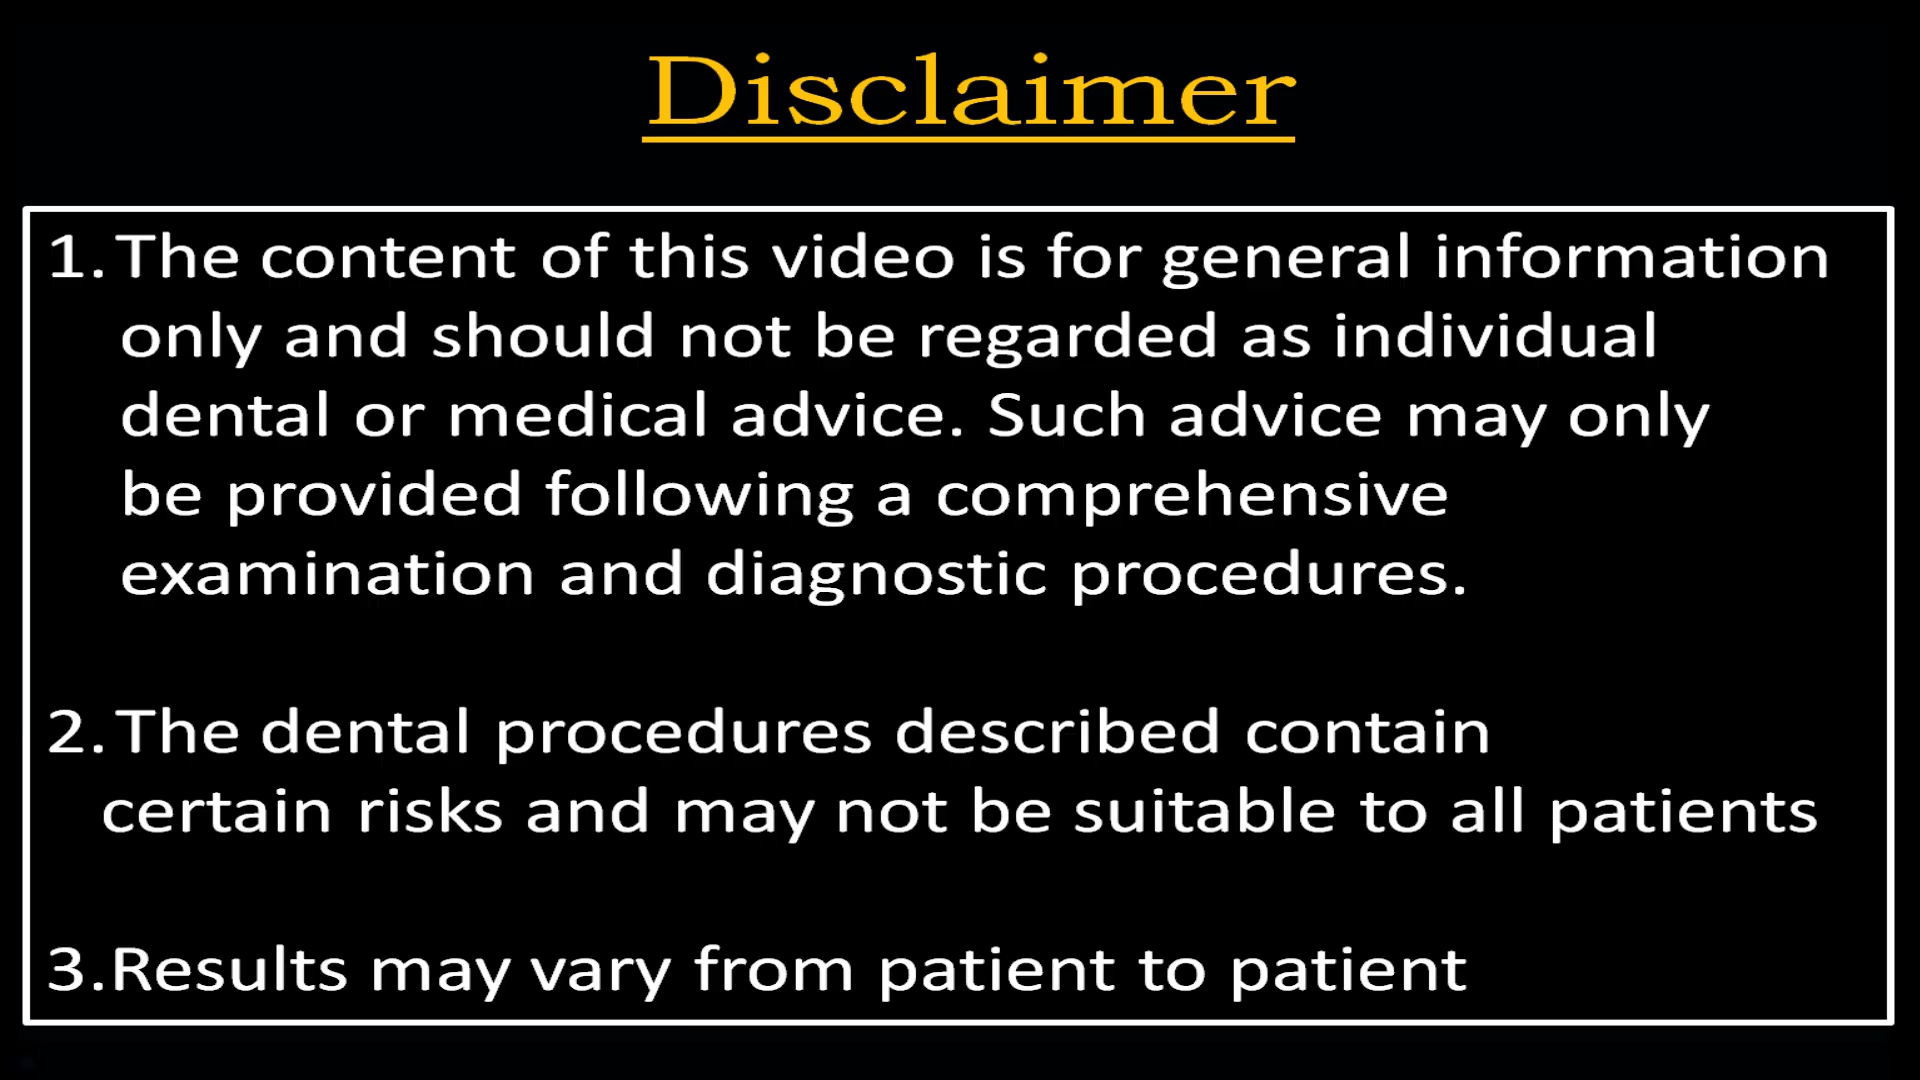 Disclaimer
1. The content of this video is for general information
only and should not be regarded as individual
dental or medical advice. Such advice may only
be provided following a comprehensive
examination and diagnostic procedures.
2. The dental procedures described contain
certain risks and may not be suitable to all patients
3.Results may vary from patient to patient